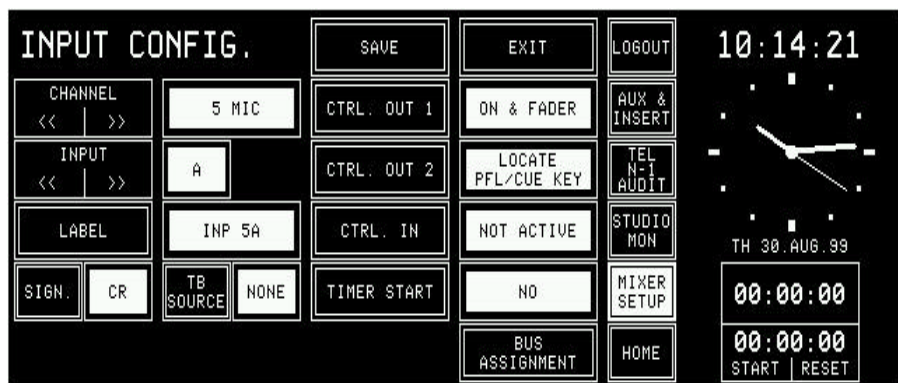 INPUT CONFIG.
SAVE
EXIT
LOGOUT
10:14:21
CHANNEL
<< | >>
5 MIC
CTRL. OUT 1
ON & FADER
AUX &
INSERT
INPUT
<< | >>
A
CTRL. OUT 2
LOCATE
PFL/CUE KEY
TEL
N-1
AUDIT
LABEL
INP 5A
CTRL. IN
NOT ACTIVE
STUDIO
MON
TH 30.AUG.99
SIGN.
CR
TB
SOURCE
NONE
TIMER START
NO
MIXER
SETUP
00:00:00
BUS
ASSIGNMENT
HOME
00:00:00
START | RESET